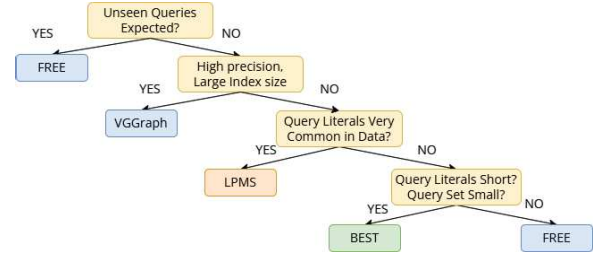 Unseen Queries
Expected?
YES
NO
FREE
High precision,
Large Index size
YES
NO
VGGraph
Query Literals Very
Common in Data?
YES
NO
LPMS
Query Literals Short?
Query Set Small?
YES
NO
BEST
FREE